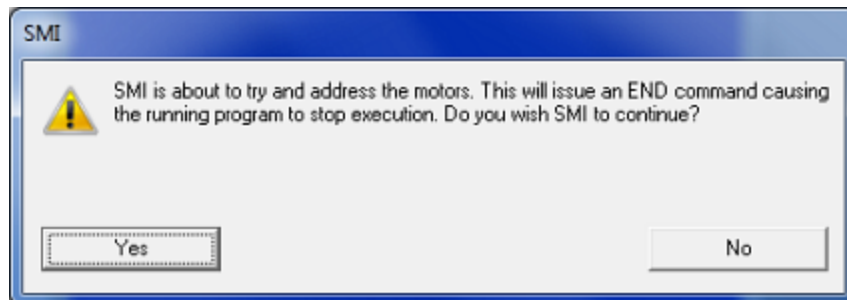 SMI
SMI is about to try and address the motors. This will issue an END command causing
the running program to stop execution. Do you wish SMI to continue?
Yes
No